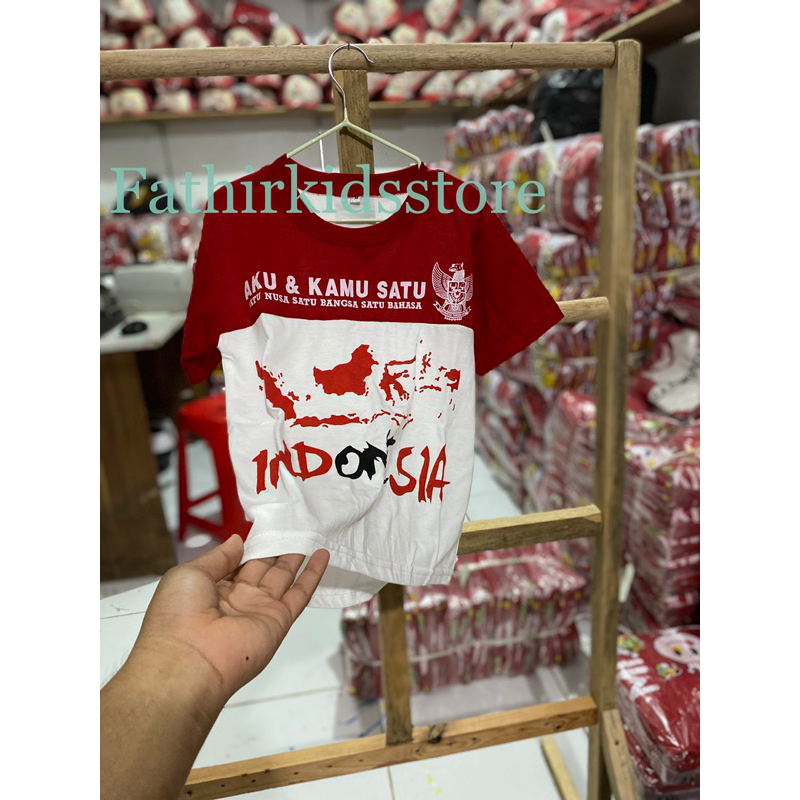 Fathirkidsstore
AKU & KAMU SATU
SATU NUSA SATU BANGSA SATU BAHASA
INDONESIA